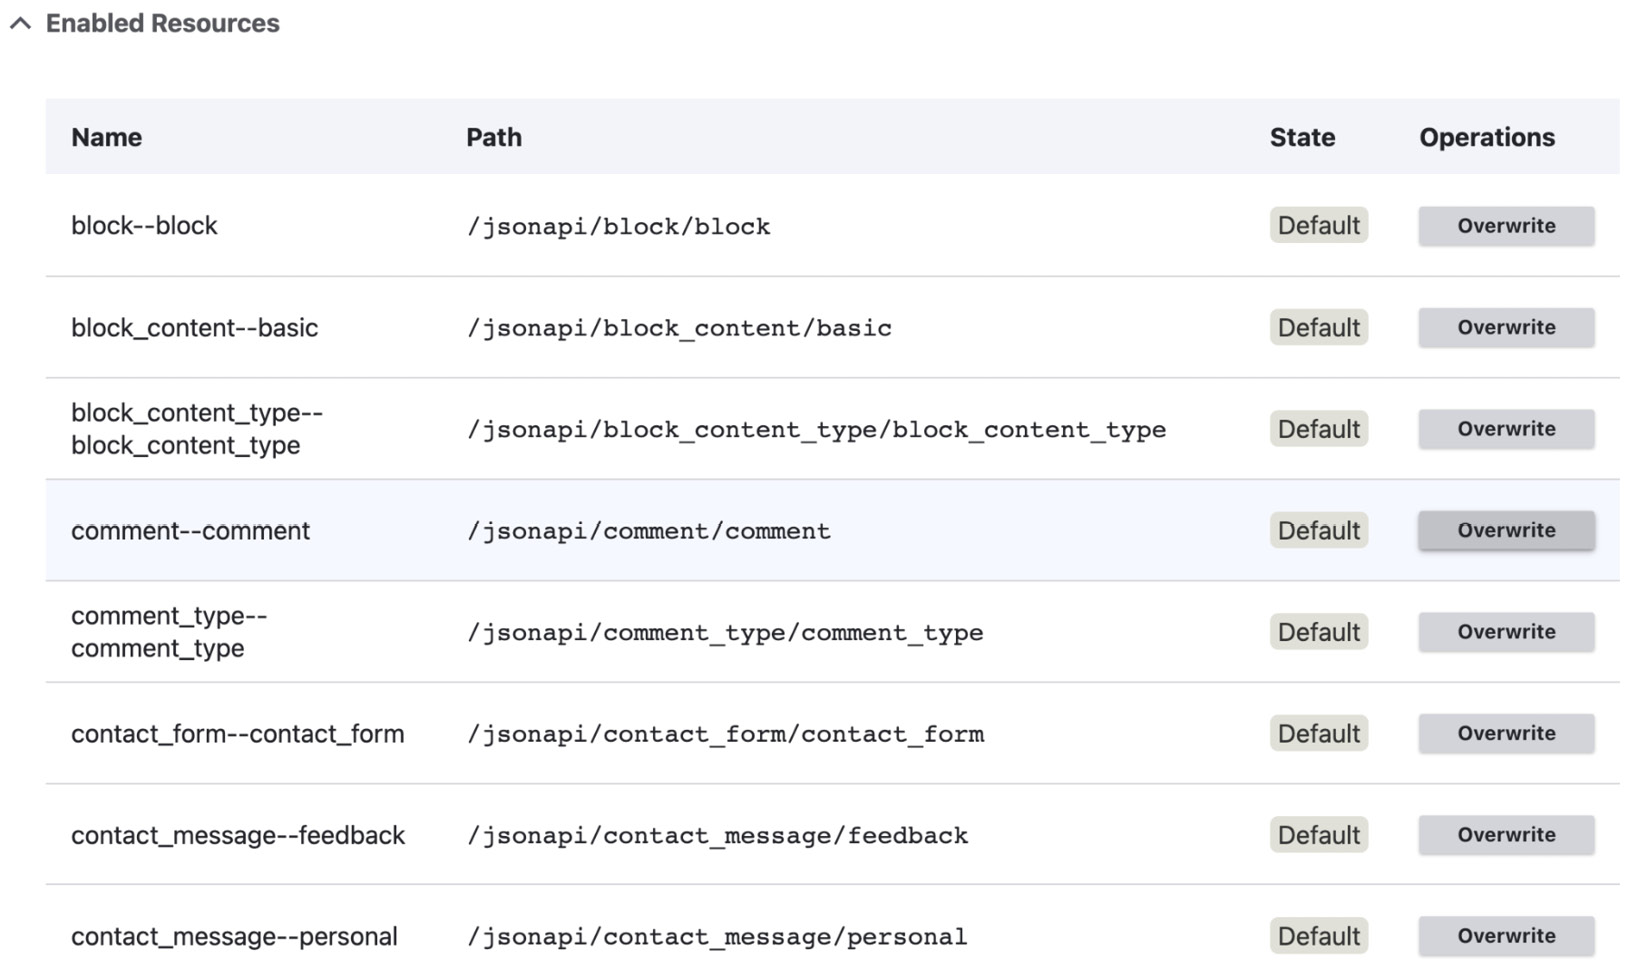 Enabled Resources
Name Path State Operations
block--block /jsonapi/block/block Default Overwrite
block_content--basic /jsonapi/block_content/basic Default Overwrite
block_content_type--
block_content_type /jsonapi/block_content_type/block_content_type Default Overwrite
comment--comment /jsonapi/comment/comment Default Overwrite
comment_type--
comment_type /jsonapi/comment_type/comment_type Default Overwrite
contact_form--contact_form /jsonapi/contact_form/contact_form Default Overwrite
contact_message--feedback /jsonapi/contact_message/feedback Default Overwrite
contact_message--personal /jsonapi/contact_message/personal Default Overwrite